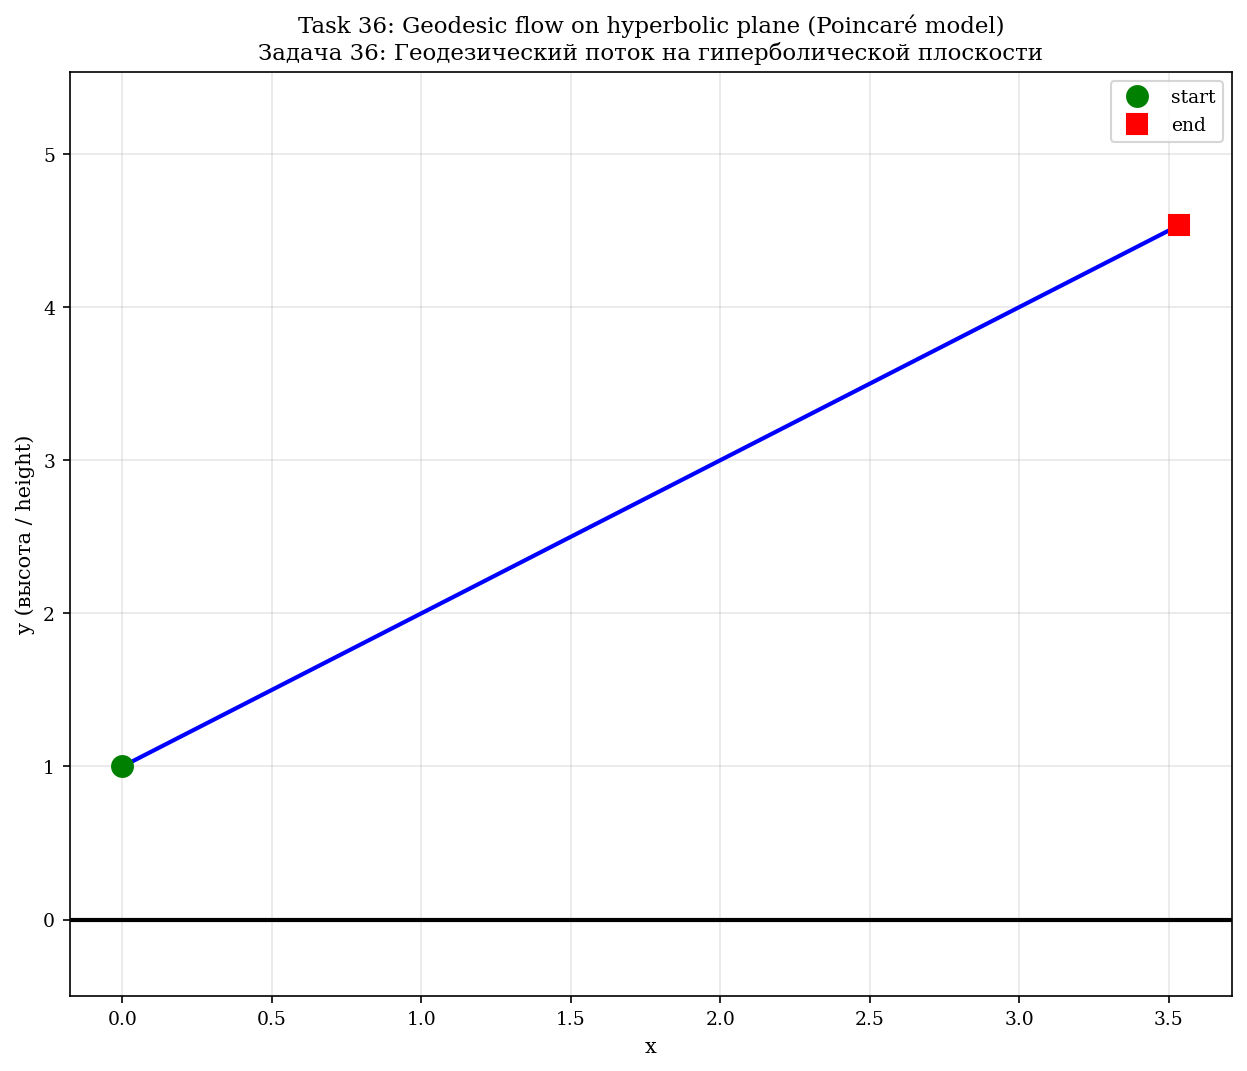 Task 36: Geodesic flow on hyperbolic plane (Poincaré model)
Задача 36: Геодезический поток на гиперболической плоскости
start
end
y (высота / height)
5
4
3
2
1
0
0.0 0.5 1.0 1.5 2.0 2.5 3.0 3.5
x